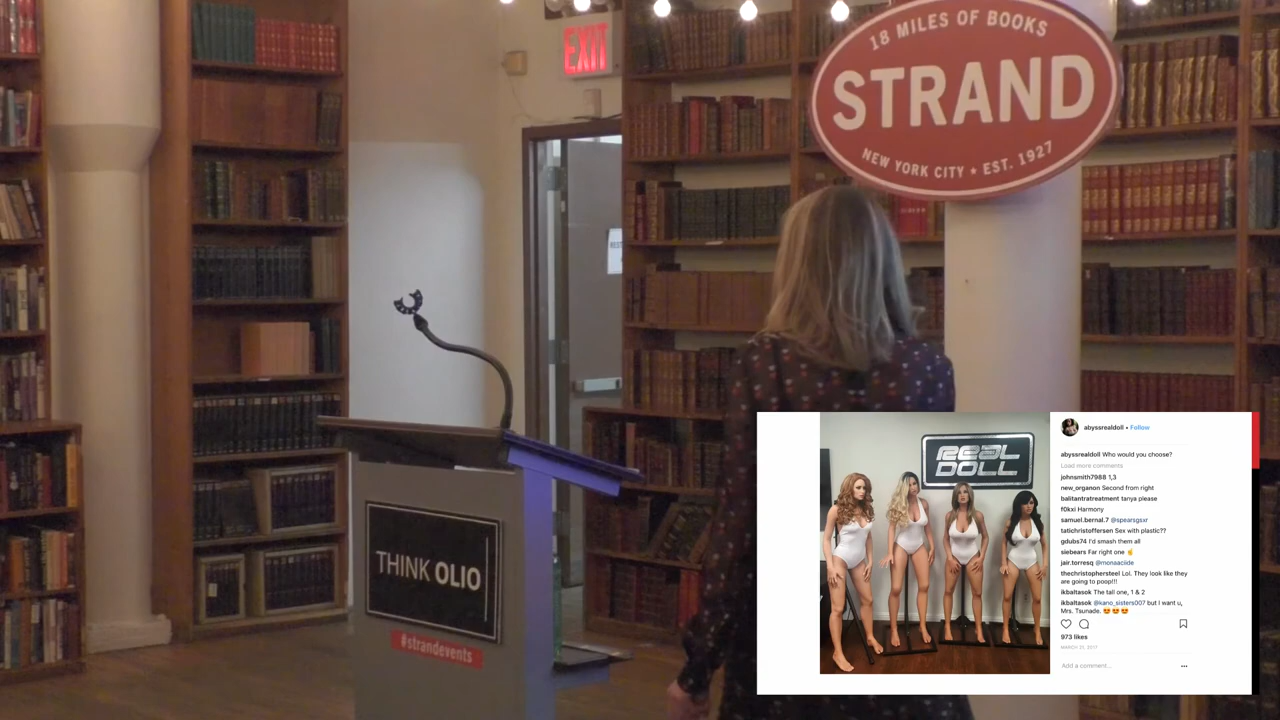 EXIT
18 MILES OF BOOKS
STRAND
NEW YORK CITY ★ EST. 1927
THINK OLIO
#strandevents
REAL
DOLL
abyssrealdoll • Follow
abyssrealdoll Who would you choose?
Load more comments
johnsmith7988 1,3
new_organon Second from right
balitantratreatment tanya please
f0kxi Harmony
samuel.bernal.7 @spearsgsxr
tatichristoffersen Sex with plastic??
gdubs74 I'd smash them all
siebears Far right one
jair.torresq @monaaciide
thechristophersteel Lol. They look like they
are going to poop!!!
ikbaltasok The tall one, 1 & 2
ikbaltasok @kano_sisters007 but I want u,
Mrs. Tsunade. 😍😍😍
973 likes
MARCH 21, 2017
Add a comment...